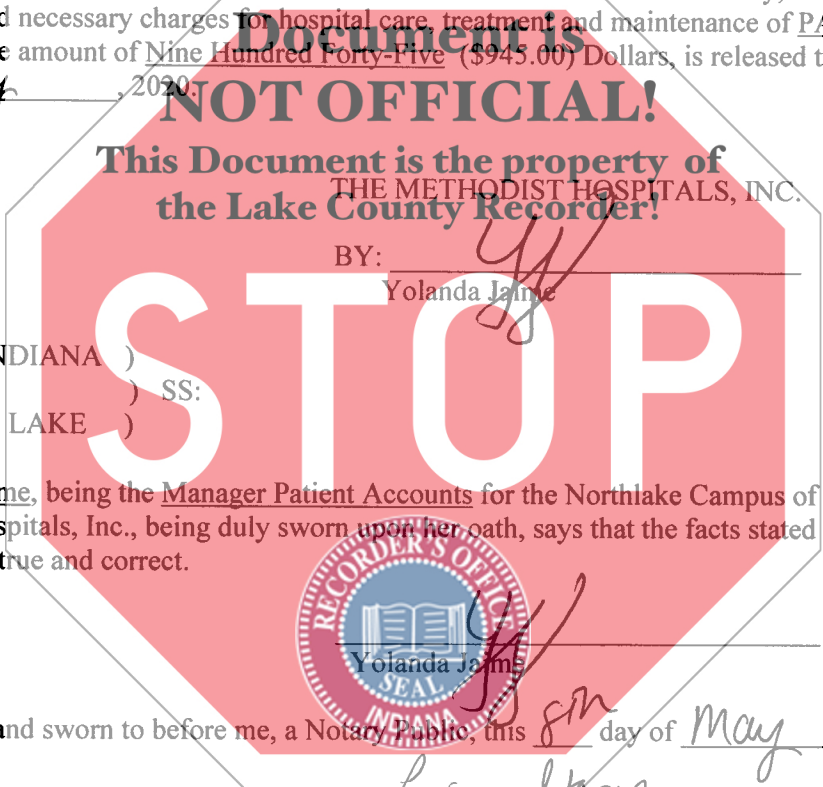 d necessary charges for hospital care, treatment and maintenance of PA
e amount of Nine Hundred Forty-Five ($945.00) Dollars, is released t
, 2020.
Document is
NOT OFFICIAL!
This Document is the property of
the Lake County Recorder!
THE METHODIST HOSPITALS, INC.
BY:
Yolanda Jaime
STOP
NDIANA )
) SS:
LAKE )
me, being the Manager Patient Accounts for the Northlake Campus of
spitals, Inc., being duly sworn upon her oath, says that the facts stated
true and correct.
RECORDER'S OFFICE
SEAL
INDIANA
Yolanda Jaime
and sworn to before me, a Notary Public, this 8th day of May